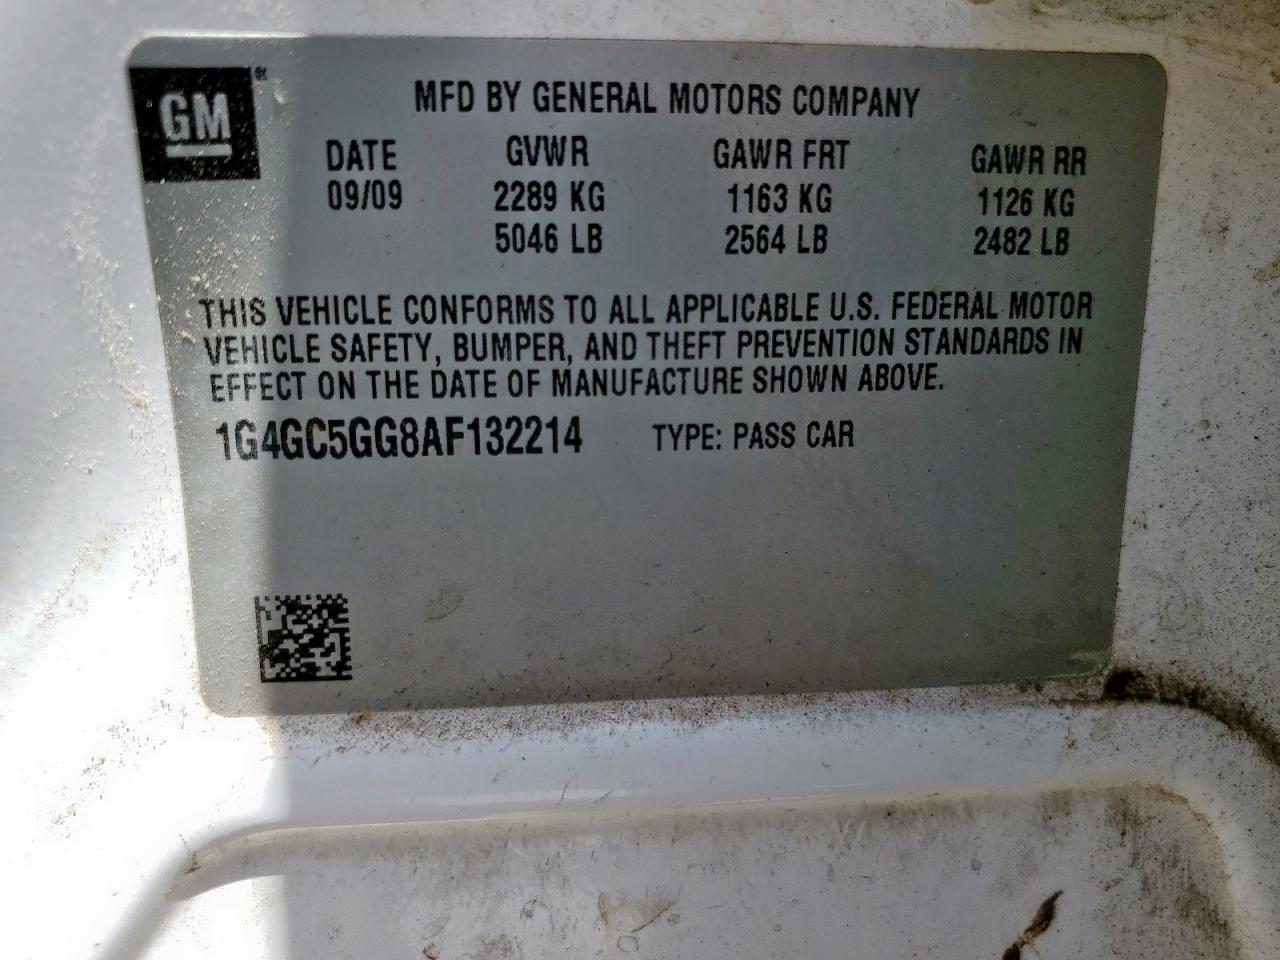 GM
MFD BY GENERAL MOTORS COMPANY
DATE GVWR GAWR FRT GAWR RR
09/09 2289 KG 1163 KG 1126 KG
5046 LB 2564 LB 2482 LB
THIS VEHICLE CONFORMS TO ALL APPLICABLE U.S. FEDERAL MOTOR
VEHICLE SAFETY, BUMPER, AND THEFT PREVENTION STANDARDS IN
EFFECT ON THE DATE OF MANUFACTURE SHOWN ABOVE.
1G4GC5GG8AF132214 TYPE: PASS CAR